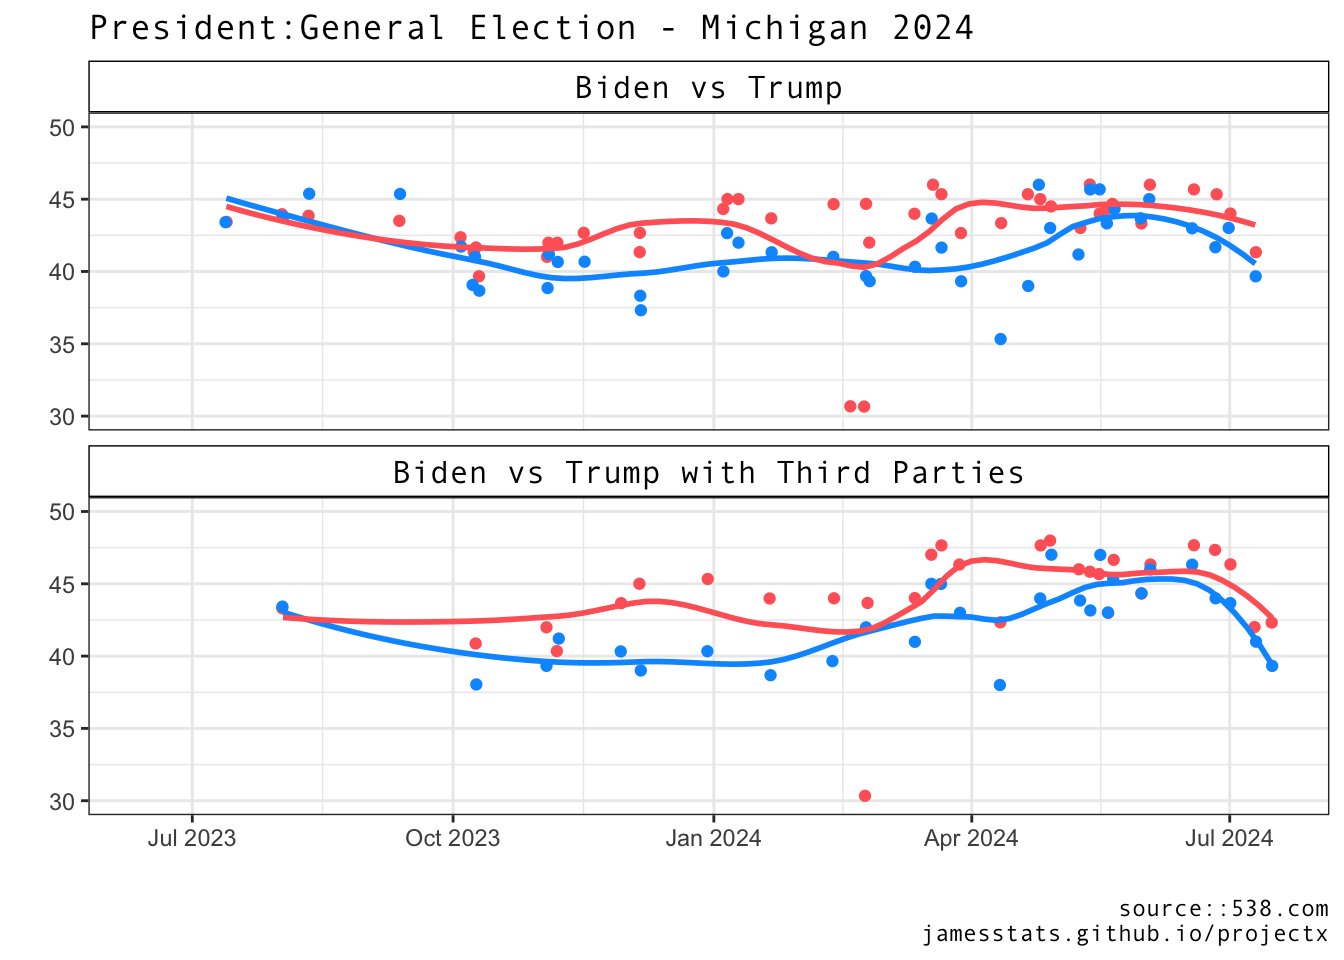 President:General Election - Michigan 2024
Biden vs Trump
50
45
40
35
30
Biden vs Trump with Third Parties
50
45
40
35
30
Jul 2023 Oct 2023 Jan 2024 Apr 2024 Jul 2024
source::538.com
jamesstats.github.io/projectx